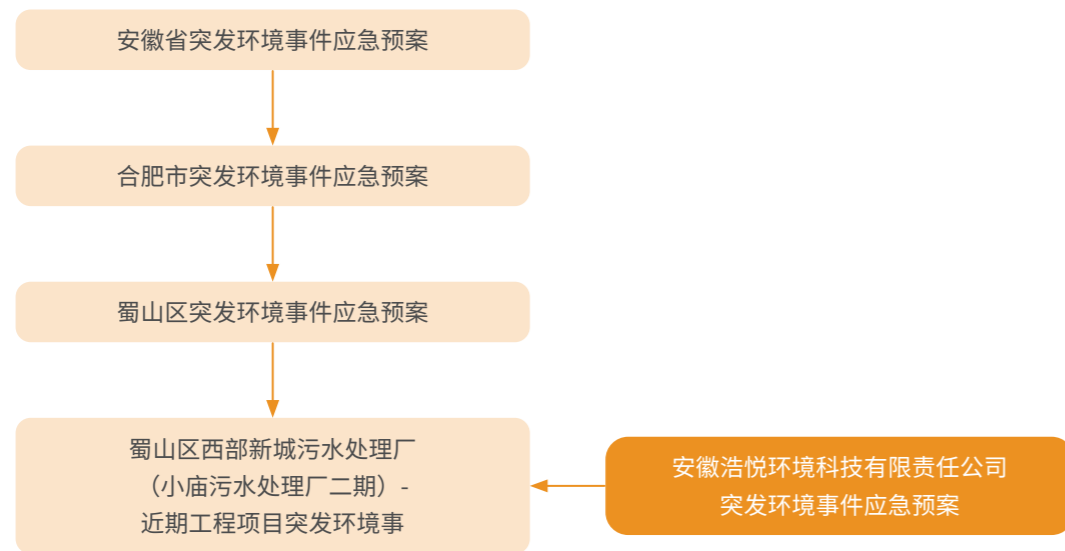 安徽省突发环境事件应急预案
合肥市突发环境事件应急预案
蜀山区突发环境事件应急预案
蜀山区西部新城污水处理厂
（小庙污水处理厂二期）-
近期工程项目突发环境事
安徽浩悦环境科技有限责任公司
突发环境事件应急预案